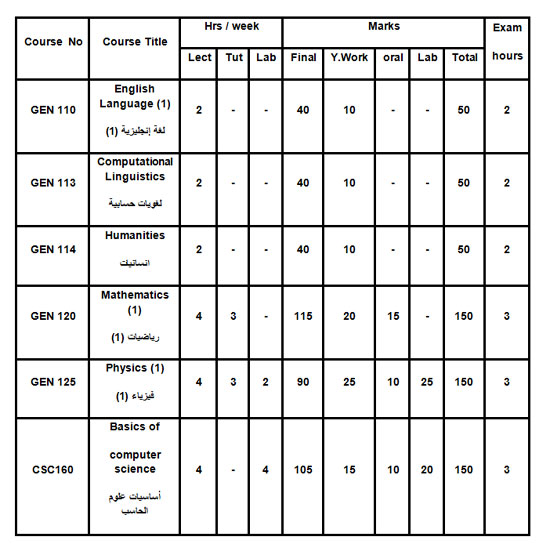 Course No Course Title Hrs / week Marks Exam hours
Lect Tut Lab Final Y.Work oral Lab Total
GEN 110 English Language (1) لغة إنجليزية (1) 2 - - 40 10 - - 50 2
GEN 113 Computational Linguistics لغويات حسابية 2 - - 40 10 - - 50 2
GEN 114 Humanities انسانيات 2 - - 40 10 - - 50 2
GEN 120 Mathematics (1) رياضيات (1) 4 3 - 115 20 15 - 150 3
GEN 125 Physics (1) فيزياء (1) 4 3 2 90 25 10 25 150 3
CSC160 Basics of computer science أساسيات علوم الحاسب 4 - 4 105 15 10 20 150 3